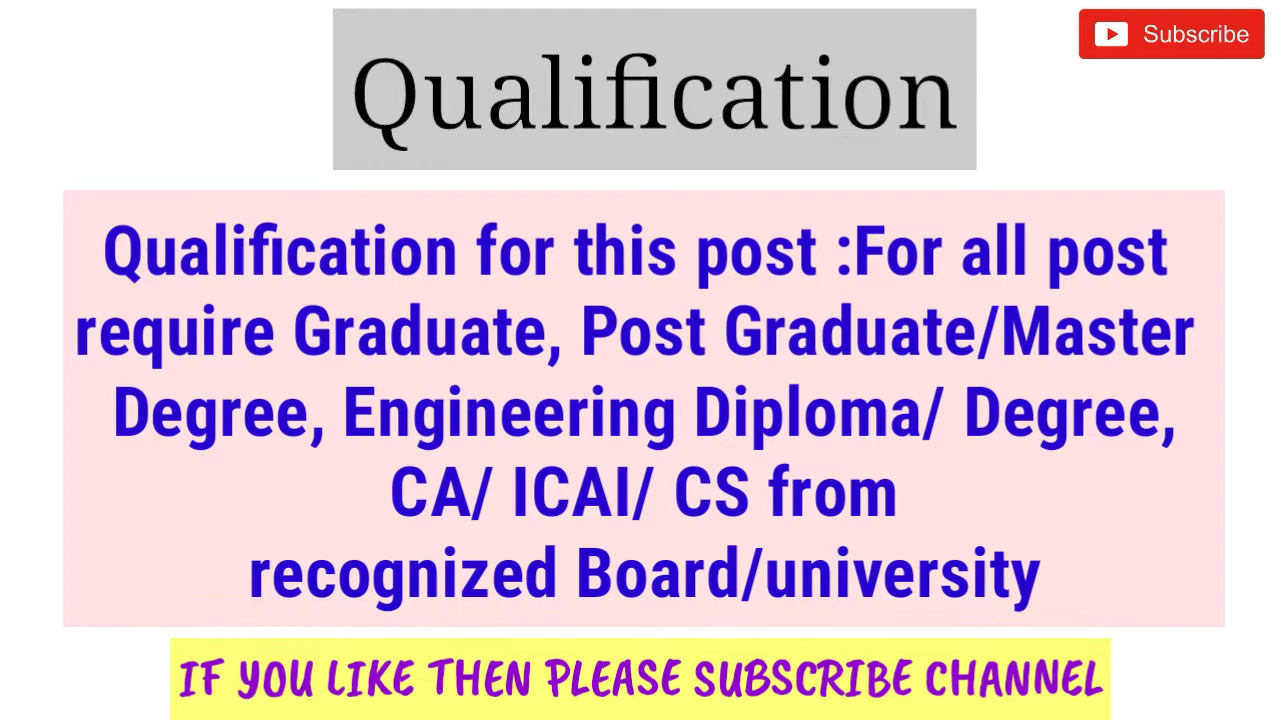 Subscribe
Qualification
Qualification for this post :For all post
require Graduate, Post Graduate/Master
Degree, Engineering Diploma/ Degree,
CA/ ICAI/ CS from
recognized Board/university
IF YOU LIKE THEN PLEASE SUBSCRIBE CHANNEL